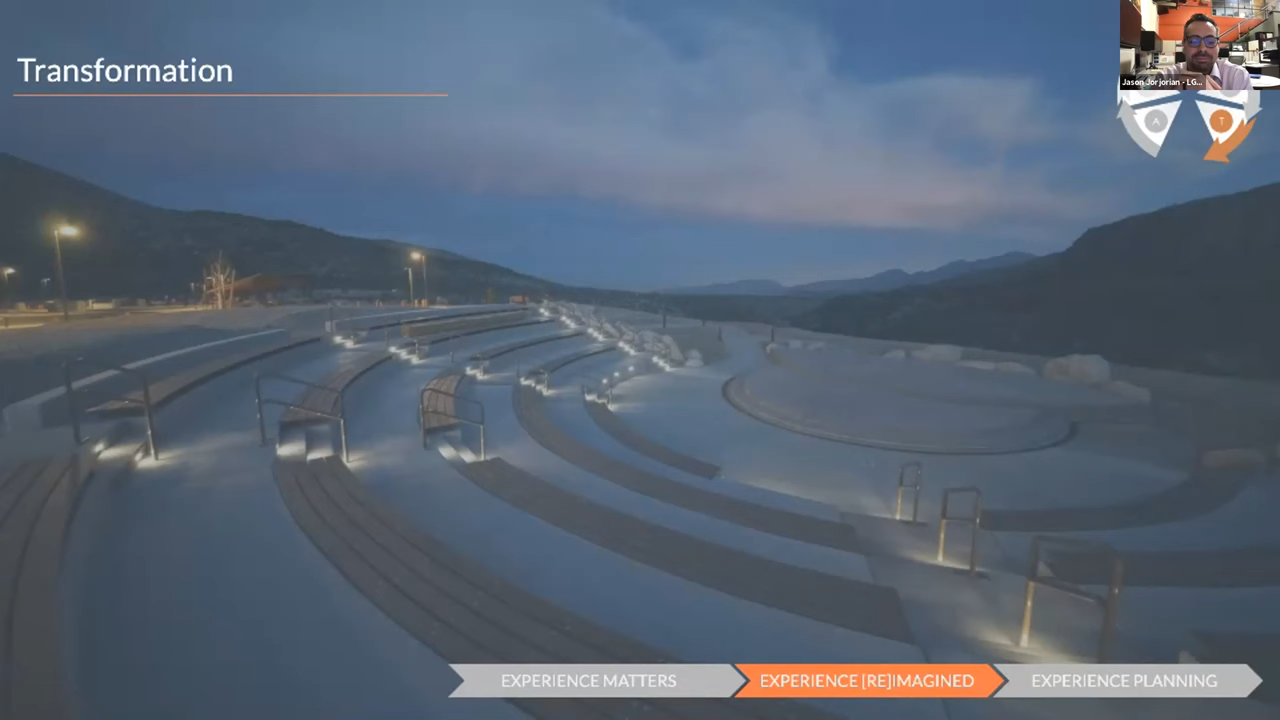 Transformation
Jason Jorjorian - LG...
A
T
EXPERIENCE MATTERS
EXPERIENCE [RE]IMAGINED
EXPERIENCE PLANNING